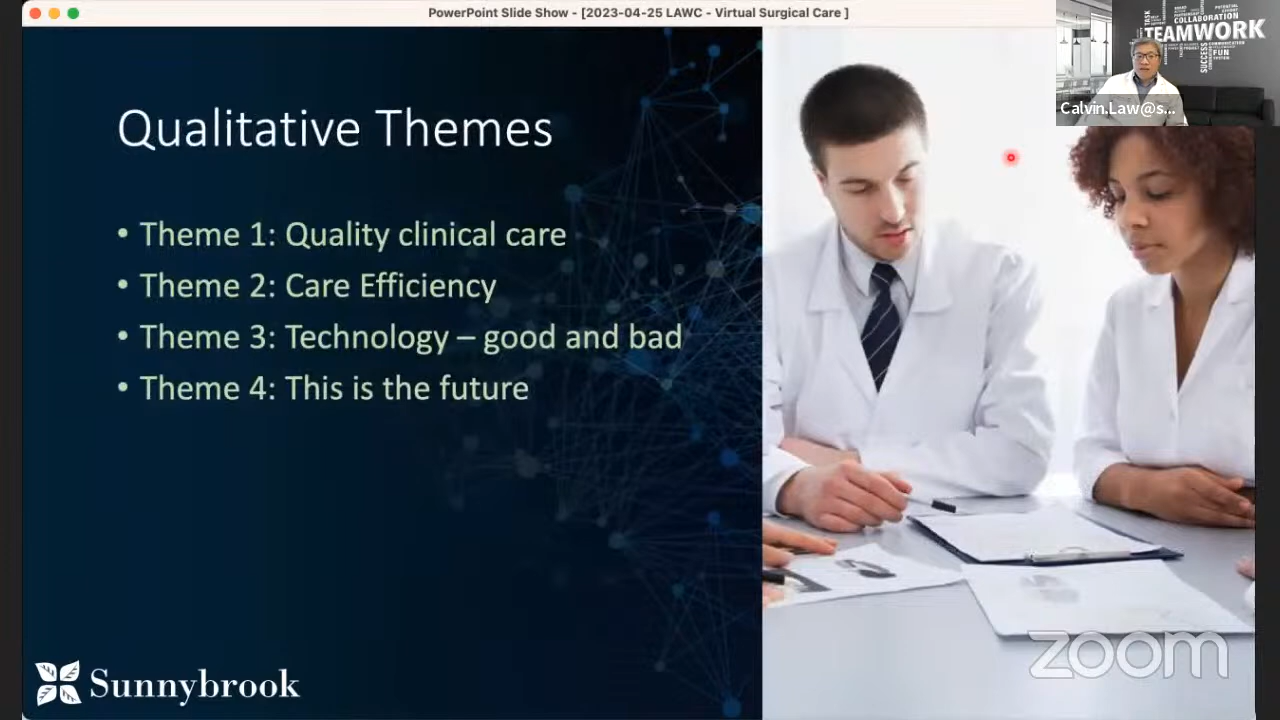 PowerPoint Slide Show - [2023-04-25 LAWC - Virtual Surgical Care ]
COLLABORATION
TEAMWORK
SUCCESS
FUN
Calvin.Law@s...
Qualitative Themes
• Theme 1: Quality clinical care
• Theme 2: Care Efficiency
• Theme 3: Technology – good and bad
• Theme 4: This is the future
Sunnybrook
zoom